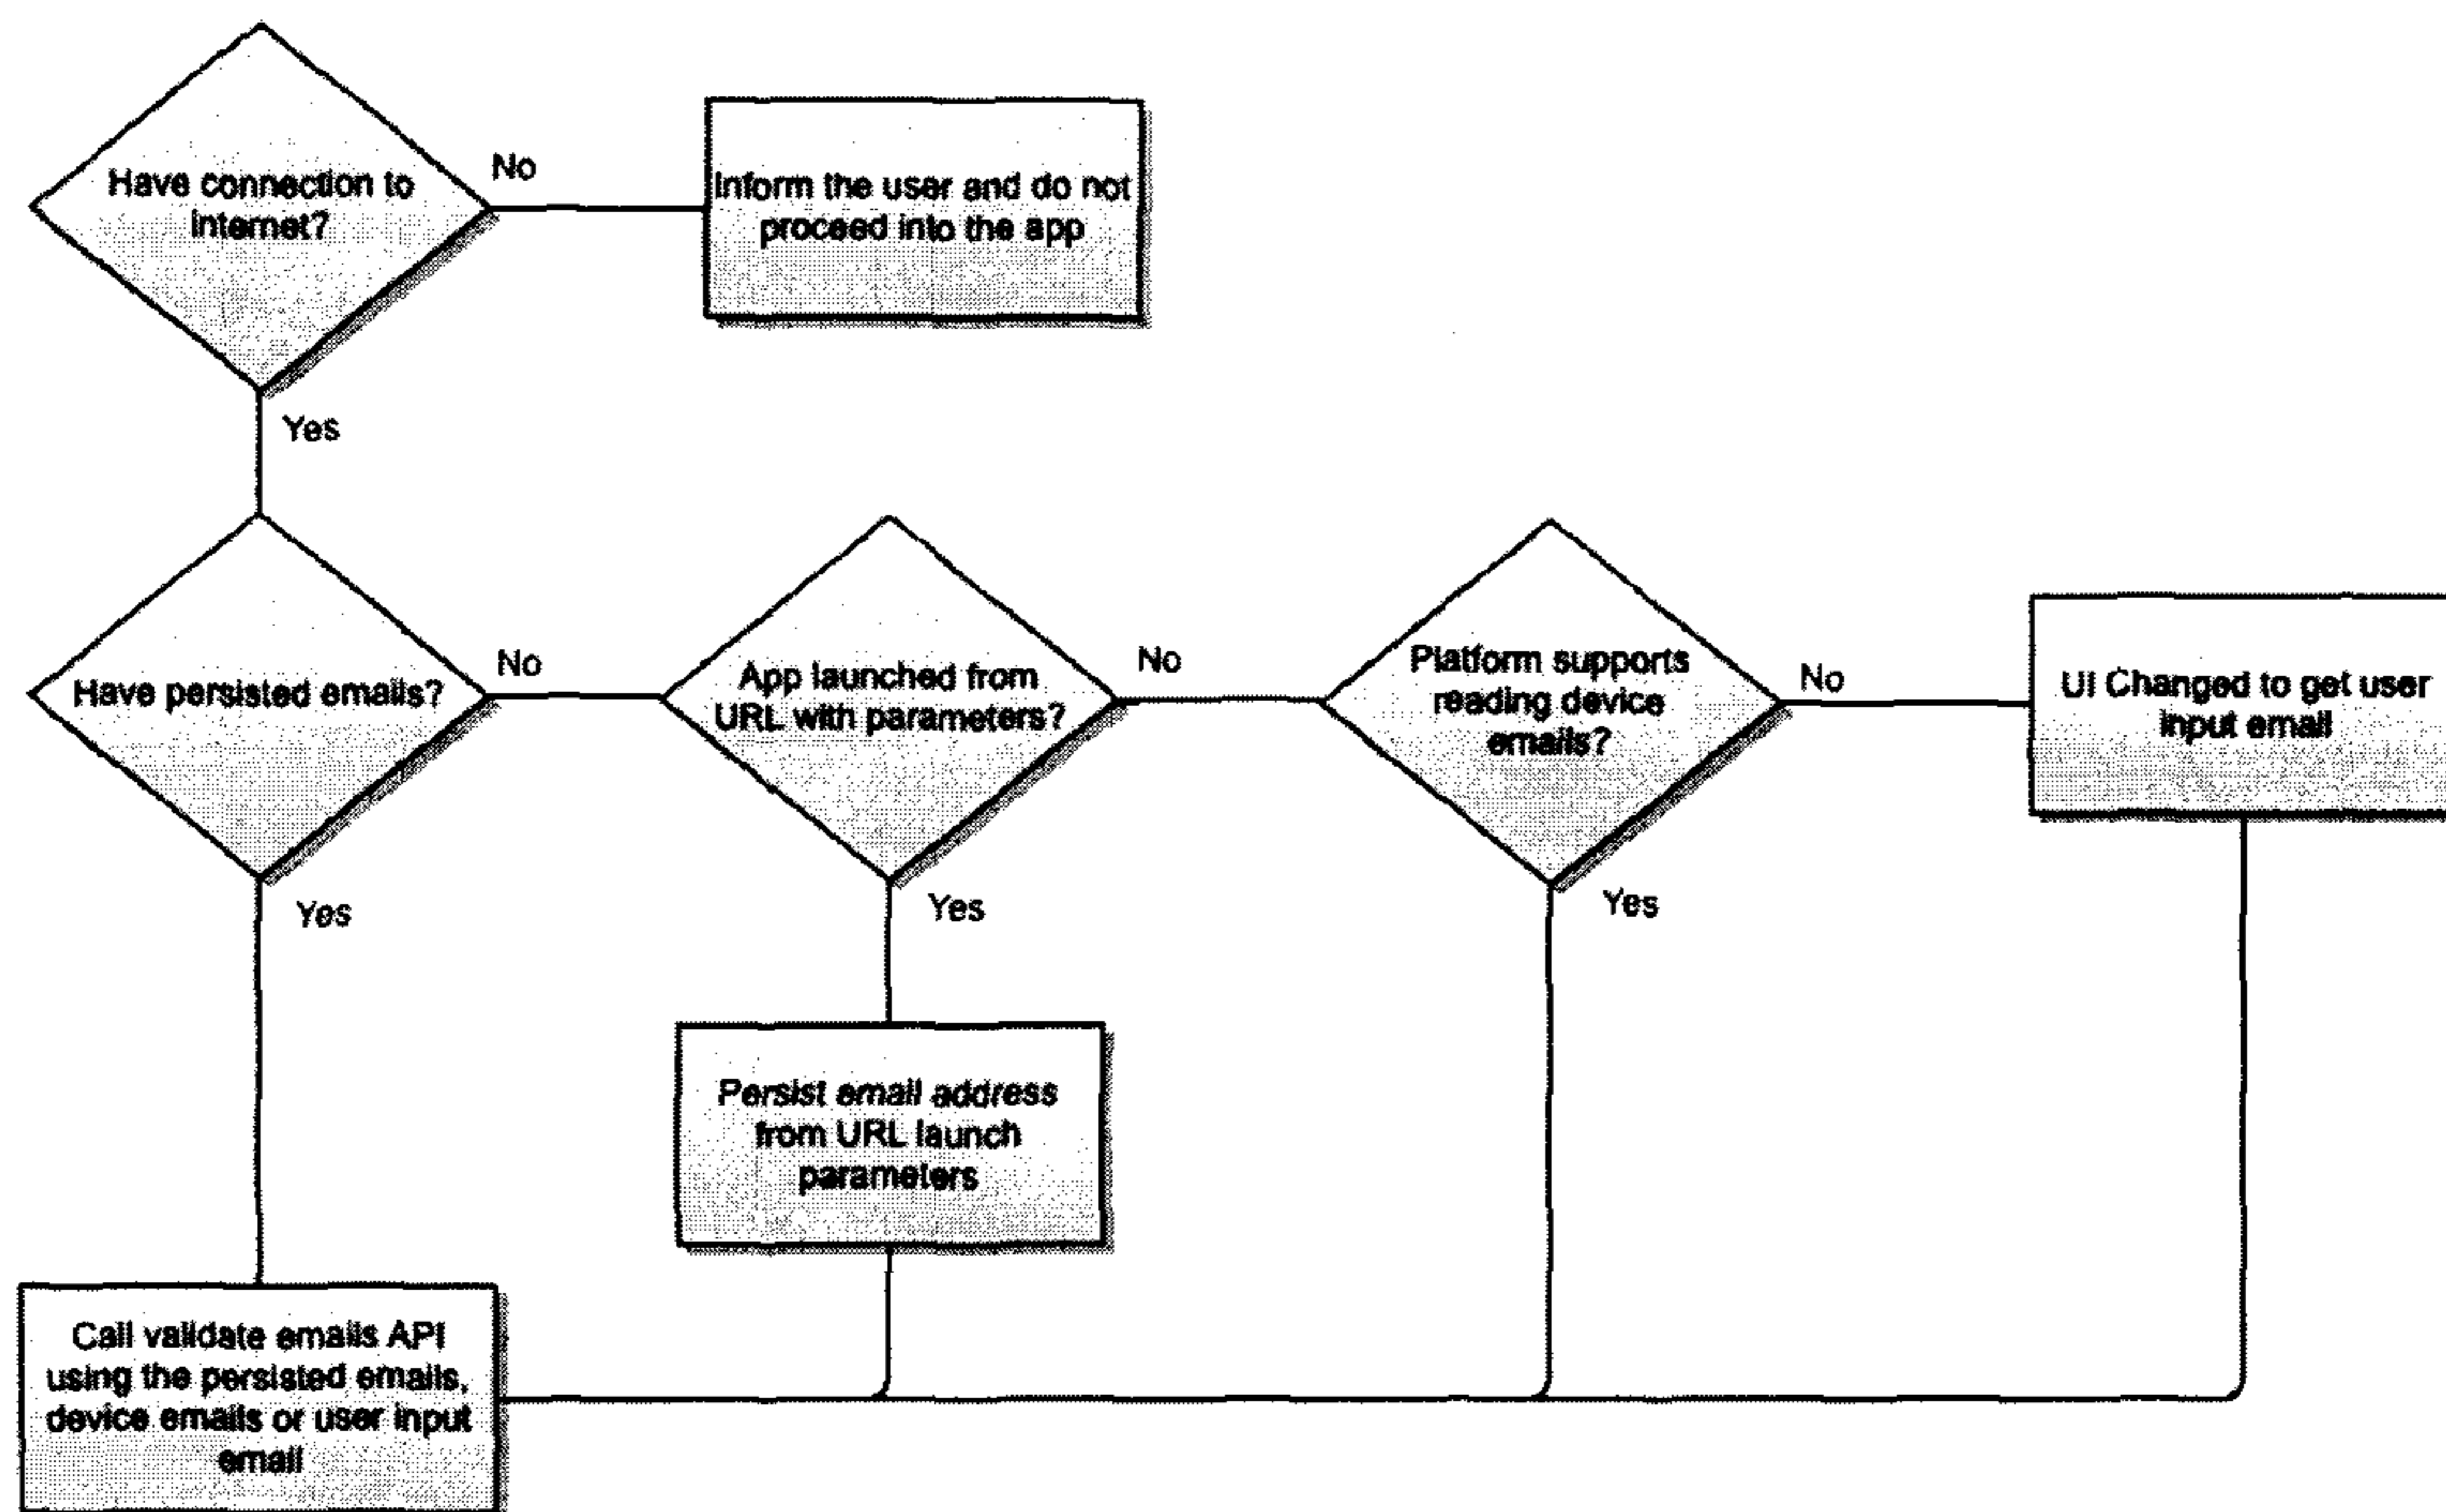 Have connection to
internet?
No
Inform the user and do not
proceed into the app
Yes
Have persisted emails?
No
App launched from
URL with parameters?
No
Platform supports
reading device
emails?
No
UI Changed to get user
input email
Yes
Yes
Yes
Persist email address
from URL launch
parameters
Call validate emails API
using the persisted emails,
device emails or user input
email